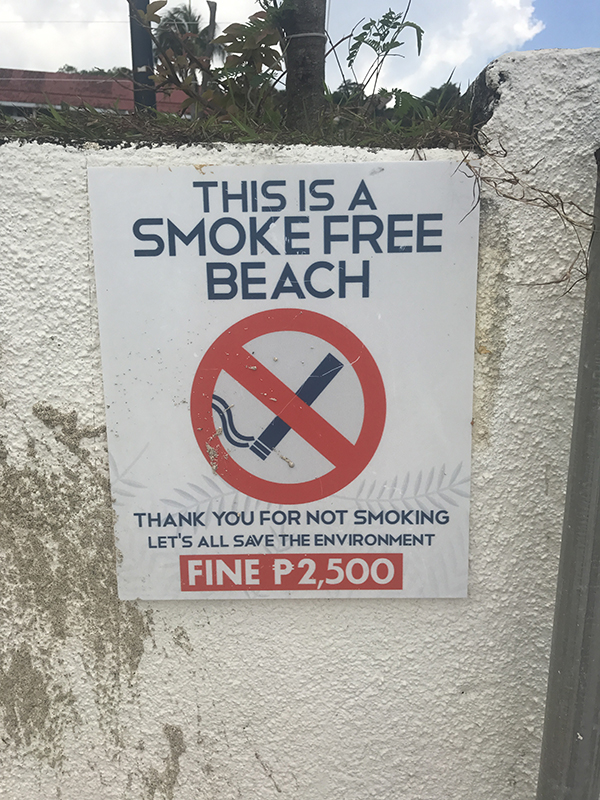 THIS IS A
SMOKE FREE
BEACH
THANK YOU FOR NOT SMOKING
LET'S ALL SAVE THE ENVIRONMENT
FINE ₱2,500